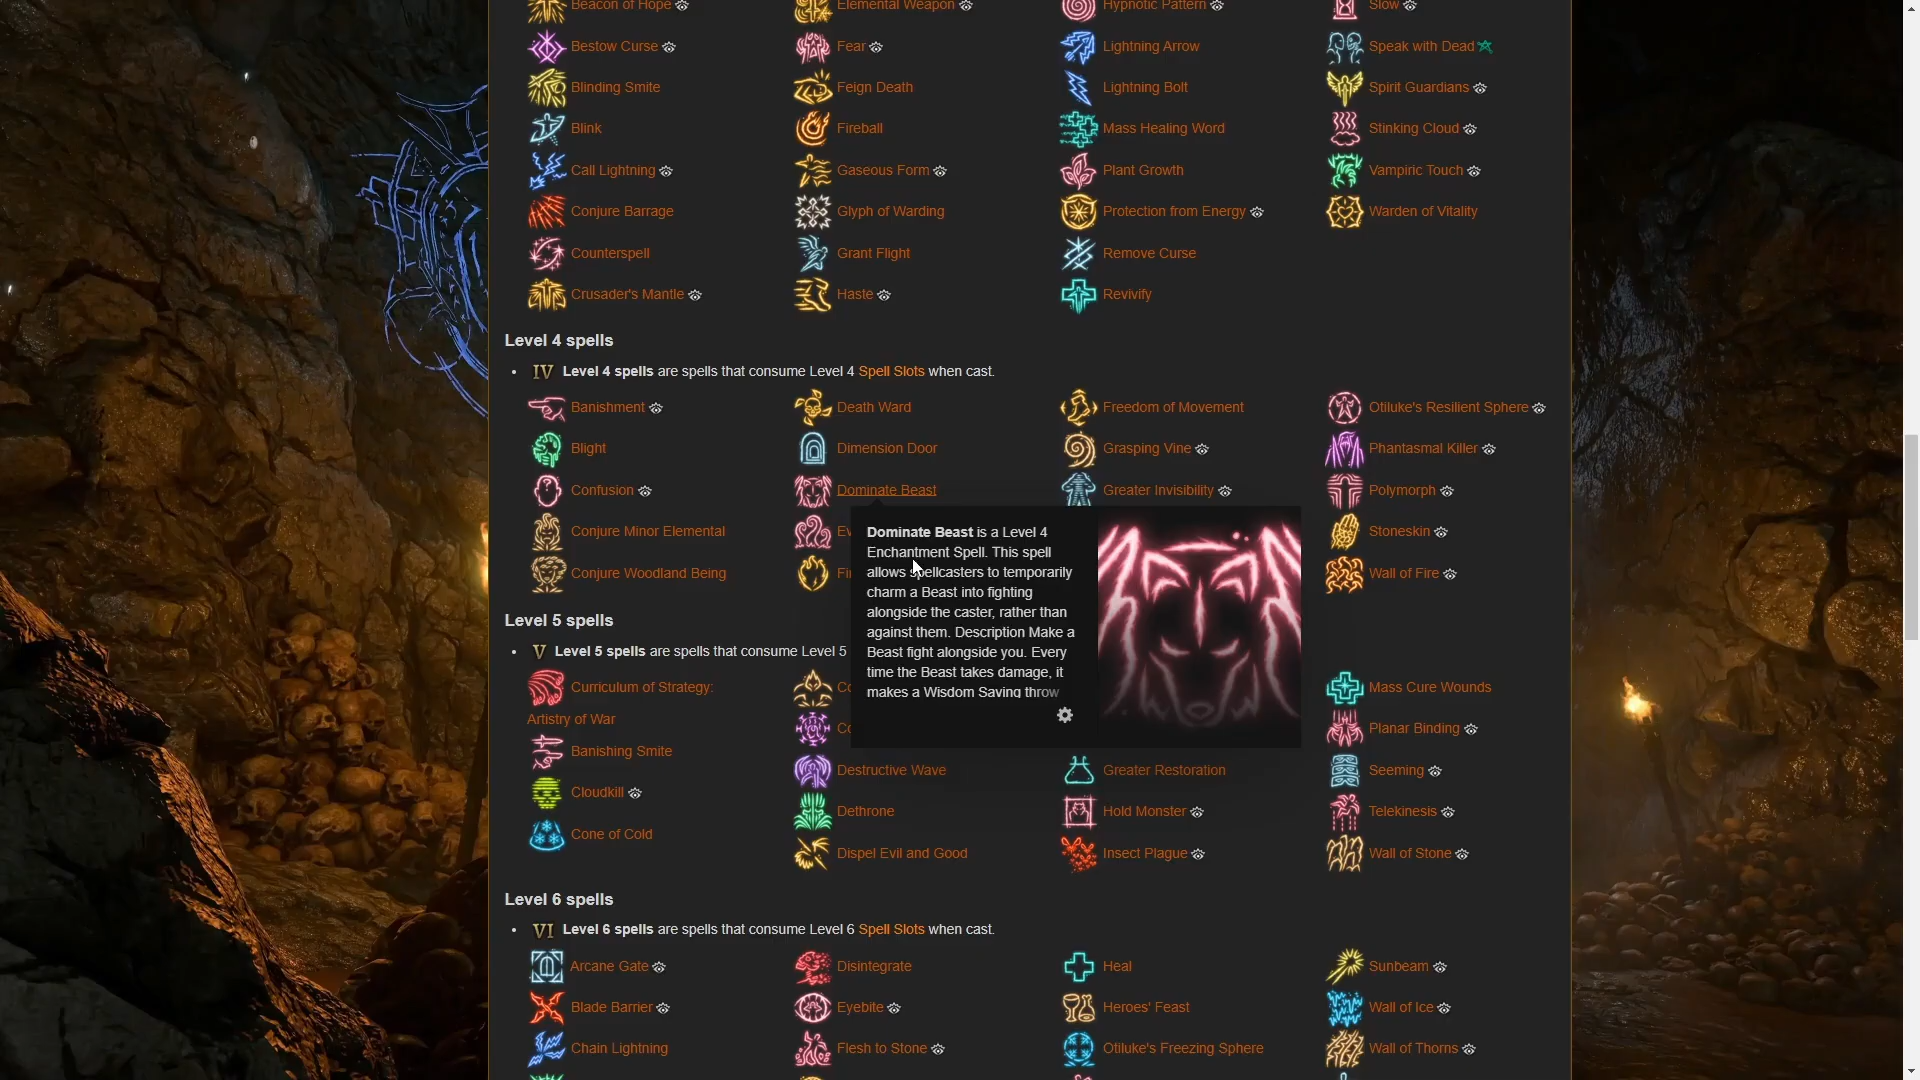 Beacon of Hope
Elemental Weapon
Hypnotic Pattern
Slow
Bestow Curse
Fear
Lightning Arrow
Speak with Dead
Blinding Smite
Feign Death
Lightning Bolt
Spirit Guardians
Blink
Fireball
Mass Healing Word
Stinking Cloud
Call Lightning
Gaseous Form
Plant Growth
Vampiric Touch
Conjure Barrage
Glyph of Warding
Protection from Energy
Warden of Vitality
Counterspell
Grant Flight
Remove Curse
Crusader's Mantle
Haste
Revivify
Level 4 spells
IV Level 4 spells are spells that consume Level 4 Spell Slots when cast.
Banishment
Death Ward
Freedom of Movement
Otiluke's Resilient Sphere
Blight
Dimension Door
Grasping Vine
Phantasmal Killer
Confusion
Dominate Beast
Greater Invisibility
Polymorph
Conjure Minor Elemental
Stoneskin
Conjure Woodland Being
Wall of Fire
Dominate Beast is a Level 4
Enchantment Spell. This spell
allows spellcasters to temporarily
charm a Beast into fighting
alongside the caster, rather than
against them. Description Make a
Beast fight alongside you. Every
time the Beast takes damage, it
makes a Wisdom Saving throw
Level 5 spells
V Level 5 spells are spells that consume Level 5
Curriculum of Strategy:
Artistry of War
Mass Cure Wounds
Banishing Smite
Planar Binding
Cloudkill
Destructive Wave
Greater Restoration
Seeming
Cone of Cold
Dethrone
Hold Monster
Telekinesis
Dispel Evil and Good
Insect Plague
Wall of Stone
Level 6 spells
VI Level 6 spells are spells that consume Level 6 Spell Slots when cast.
Arcane Gate
Disintegrate
Heal
Sunbeam
Blade Barrier
Eyebite
Heroes' Feast
Wall of Ice
Chain Lightning
Flesh to Stone
Otiluke's Freezing Sphere
Wall of Thorns